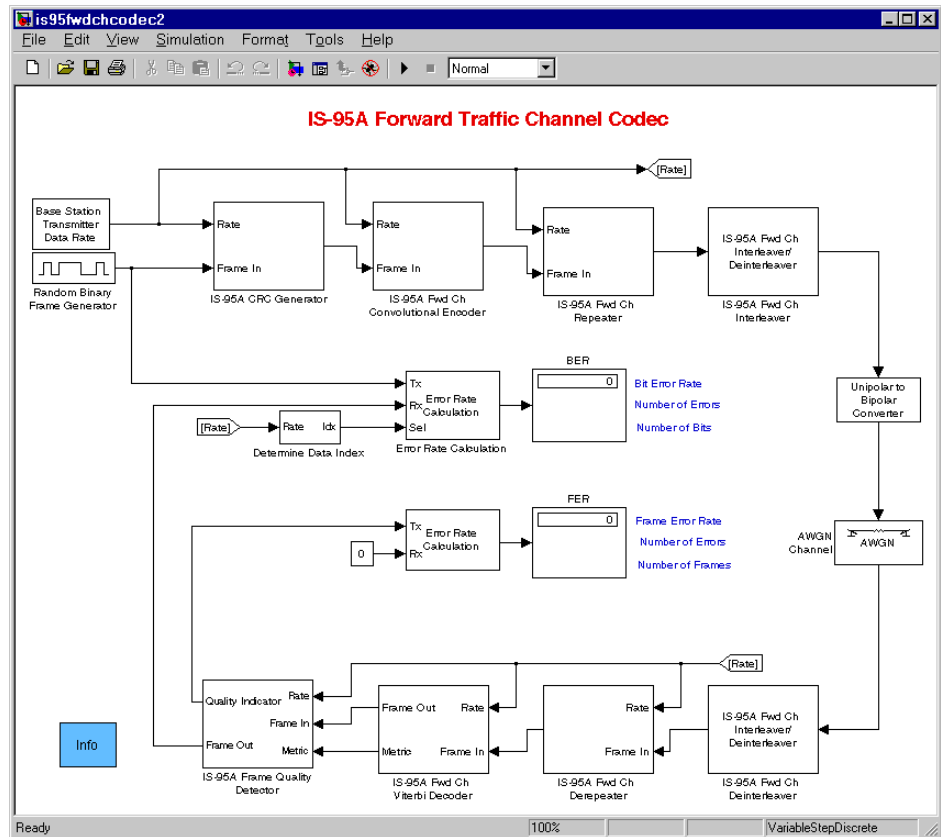 is95fwdchcodec2
File Edit View Simulation Format Tools Help
Normal
IS-95A Forward Traffic Channel Codec
[Rate]
Base Station
Transmitter
Data Rate
Random Binary
Frame Generator
Rate
Frame In
IS-95A CRC Generator
Rate
Frame In
IS-95A Fwd Ch
Convolutional Encoder
Rate
Frame In
IS-95A Fwd Ch
Repeater
IS-95A Fwd Ch
Interleaver/
Deinterleaver
IS-95A Fwd Ch
Interleaver
Unipolar to
Bipolar
Converter
Tx
Rx
Sel
Error Rate
Calculation
Error Rate Calculation
[Rate]
Rate Idx
Determine Data Index
BER
0
Bit Error Rate
Number of Errors
Number of Bits
Tx
Rx
Error Rate
Calculation
0
FER
0
Frame Error Rate
Number of Errors
Number of Frames
AWGN
Channel
AWGN
[Rate]
Quality Indicator
Rate
Frame In
Frame Out
Metric
IS-95A Frame Quality
Detector
Frame Out
Rate
Metric
Frame In
IS-95A Fwd Ch
Viterbi Decoder
Rate
Frame In
IS-95A Fwd Ch
Derepeater
IS-95A Fwd Ch
Interleaver/
Deinterleaver
IS-95A Fwd Ch
Deinterleaver
Info
Ready
100%
VariableStepDiscrete